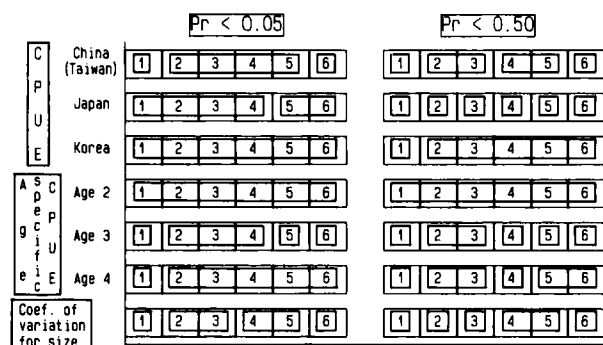 Pr < 0.05 Pr < 0.50
CPUE
China (Taiwan) 1 2 3 4 5 6 1 2 3 4 5 6
Japan 1 2 3 4 5 6 1 2 3 4 5 6
Korea 1 2 3 4 5 6 1 2 3 4 5 6
Age specific CPUE
Age 2 1 2 3 4 5 6 1 2 3 4 5 6
Age 3 1 2 3 4 5 6 1 2 3 4 5 6
Age 4 1 2 3 4 5 6 1 2 3 4 5 6
Coef. of
variation
for size
1 2 3 4 5 6 1 2 3 4 5 6